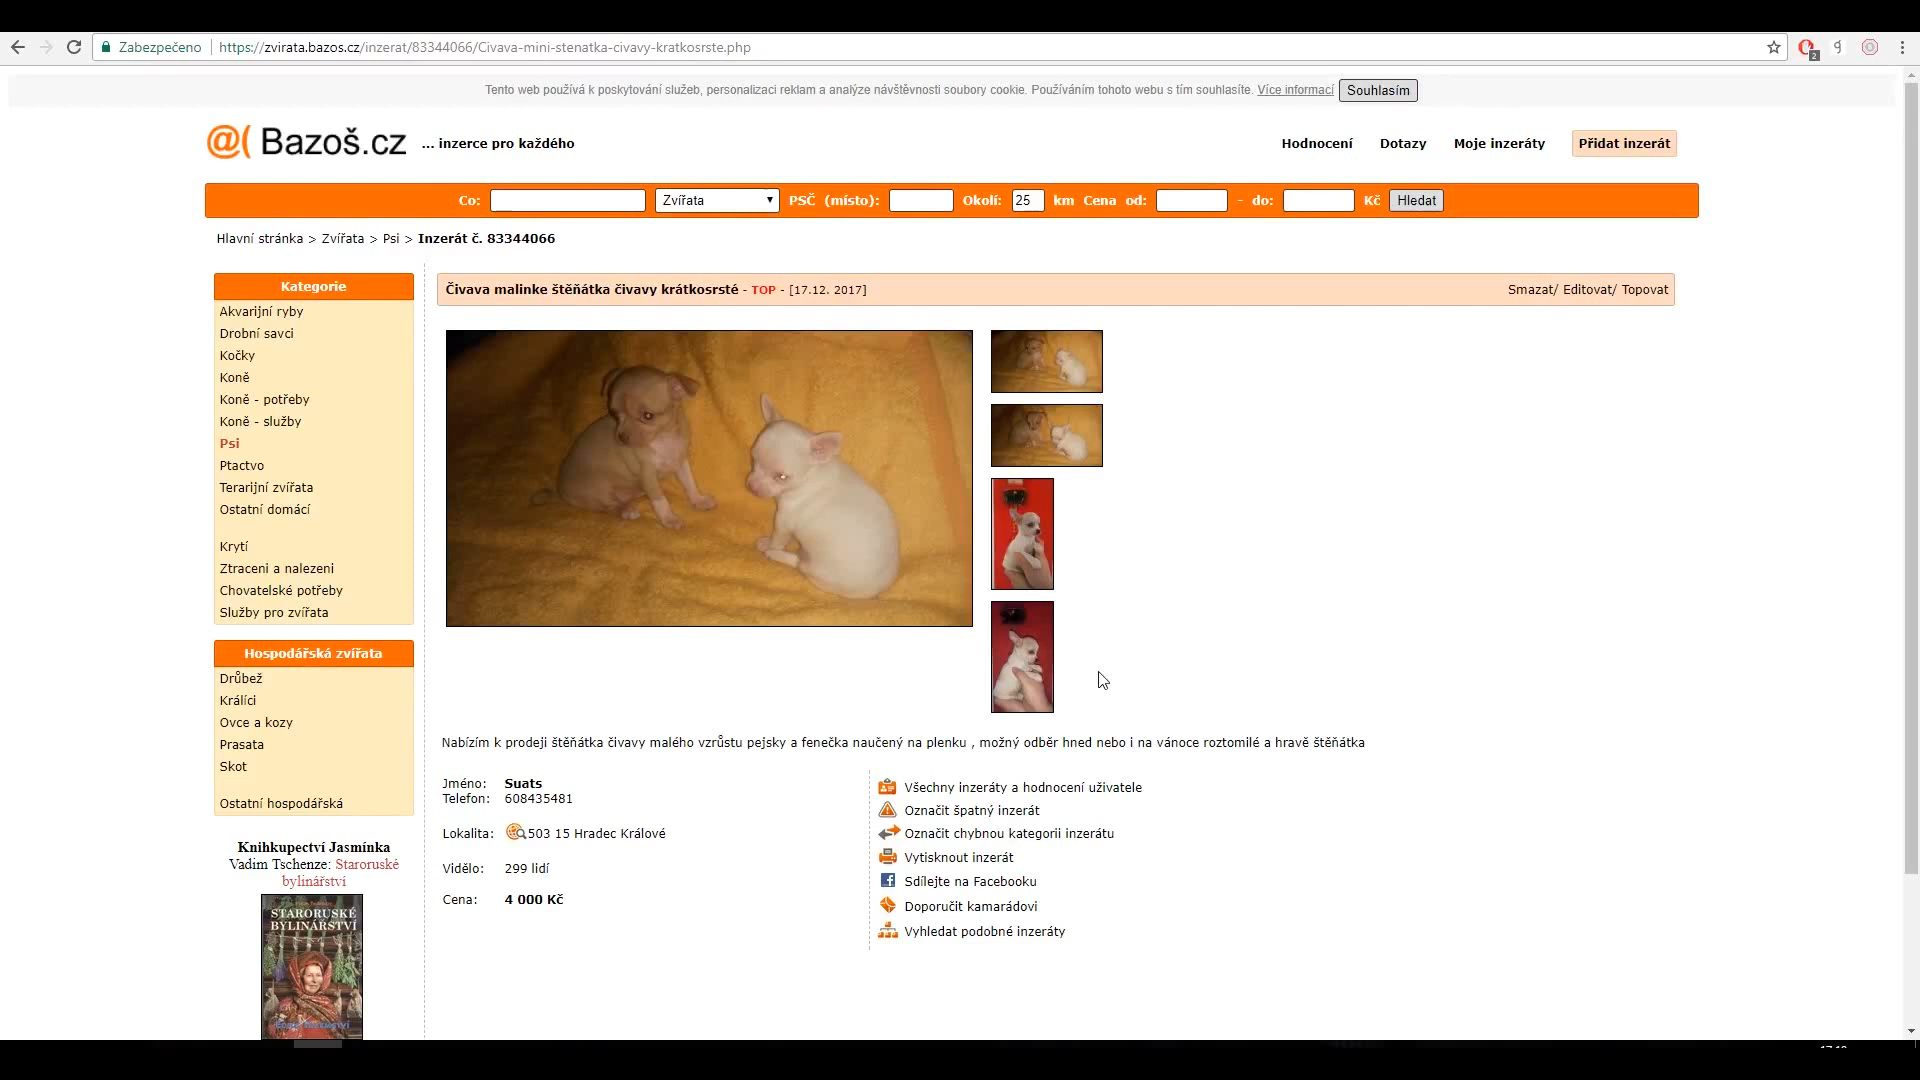 Zabezpečeno
https://zvirata.bazos.cz/inzerat/83344066/Civava-mini-stenatka-civavy-kratkosrste.php
2
Tento web používá k poskytování služeb, personalizaci reklam a analýze návštěvnosti soubory cookie. Používáním tohoto webu s tím souhlasíte. Více informací Souhlasím
@( Bazoš.cz ... inzerce pro každého
Hodnocení Dotazy Moje inzeráty Přidat inzerát
Co: Zvířata PSČ (místo): Okolí: 25 km Cena od: - do: Kč Hledat
Hlavní stránka > Zvířata > Psi > Inzerát č. 83344066
Kategorie
Akvarijní ryby
Drobní savci
Kočky
Koně
Koně - potřeby
Koně - služby
Psi
Ptactvo
Terarijní zvířata
Ostatní domácí
Krytí
Ztraceni a nalezeni
Chovatelské potřeby
Služby pro zvířata
Hospodářská zvířata
Drůbež
Králíci
Ovce a kozy
Prasata
Skot
Ostatní hospodářská
Knihkupectví Jasmínka
Vadim Tschenze: Staroruské
bylinářství
STARORUSKÉ
BYLINÁŘSTVÍ
Čivava malinke štěňátka čivavy krátkosrsté - TOP - [17.12. 2017]
Smazat/ Editovat/ Topovat
Nabízím k prodeji štěňátka čivavy malého vzrůstu pejsky a fenečka naučený na plenku , možný odběr hned nebo i na vánoce roztomilé a hravě štěňátka
Jméno: Suats
Telefon: 608435481
Lokalita: 503 15 Hradec Králové
Vidělo: 299 lidí
Cena: 4 000 Kč
Všechny inzeráty a hodnocení uživatele
Označit špatný inzerát
Označit chybnou kategorii inzerátu
Vytisknout inzerát
Sdílejte na Facebooku
Doporučit kamarádovi
Vyhledat podobné inzeráty